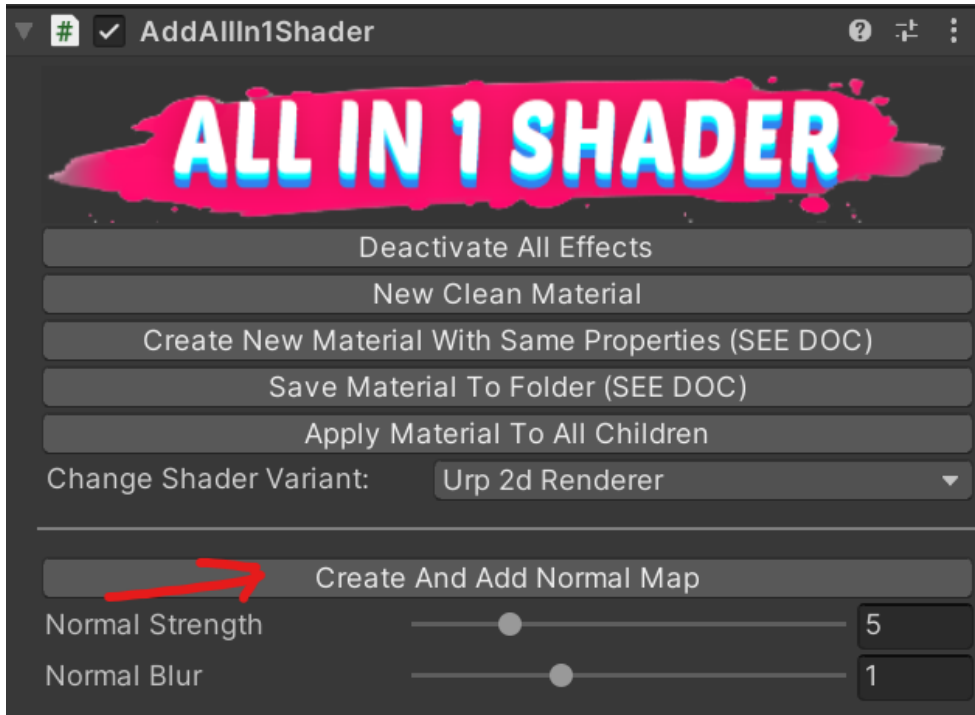 AddAllIn1Shader
ALL IN 1 SHADER
Deactivate All Effects
New Clean Material
Create New Material With Same Properties (SEE DOC)
Save Material To Folder (SEE DOC)
Apply Material To All Children
Change Shader Variant: Urp 2d Renderer
Create And Add Normal Map
Normal Strength 5
Normal Blur 1